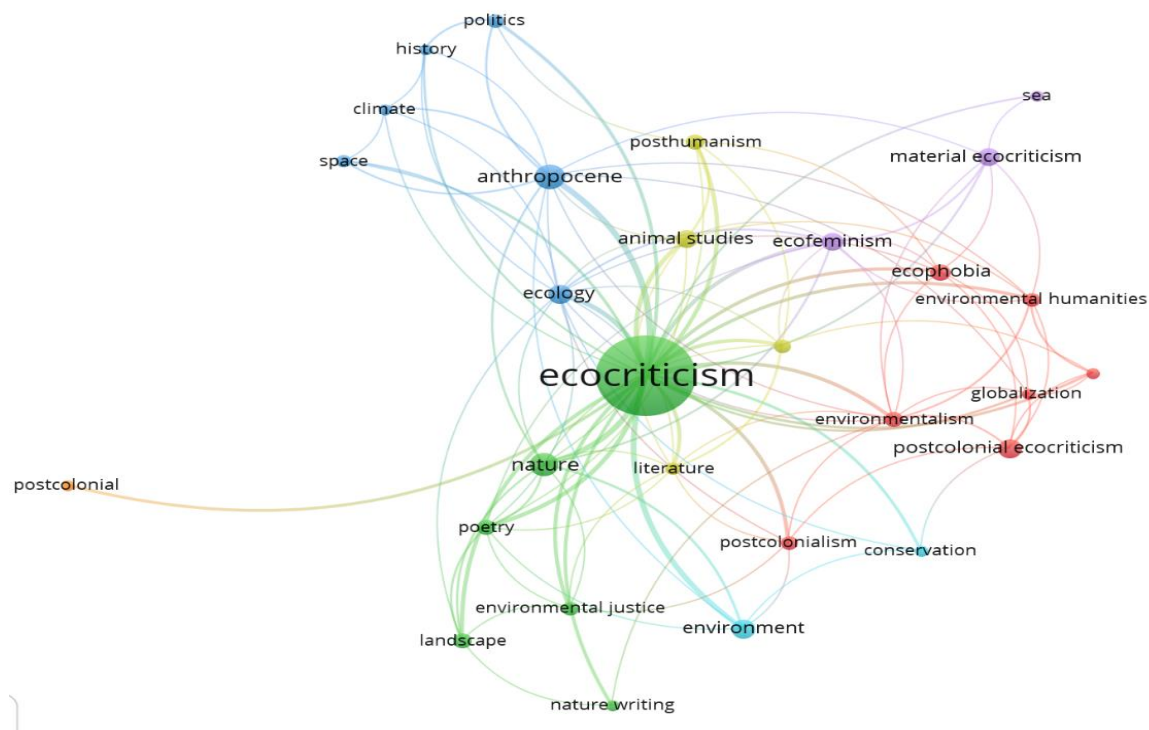 politics
history
sea
climate
posthumanism
material ecocriticism
space
anthropocene
animal studies
ecofeminism
ecophobia
ecology
environmental humanities
ecocriticism
globalization
environmentalism
postcolonial ecocriticism
nature
literature
postcolonial
poetry
postcolonialism
conservation
environmental justice
environment
landscape
nature writing